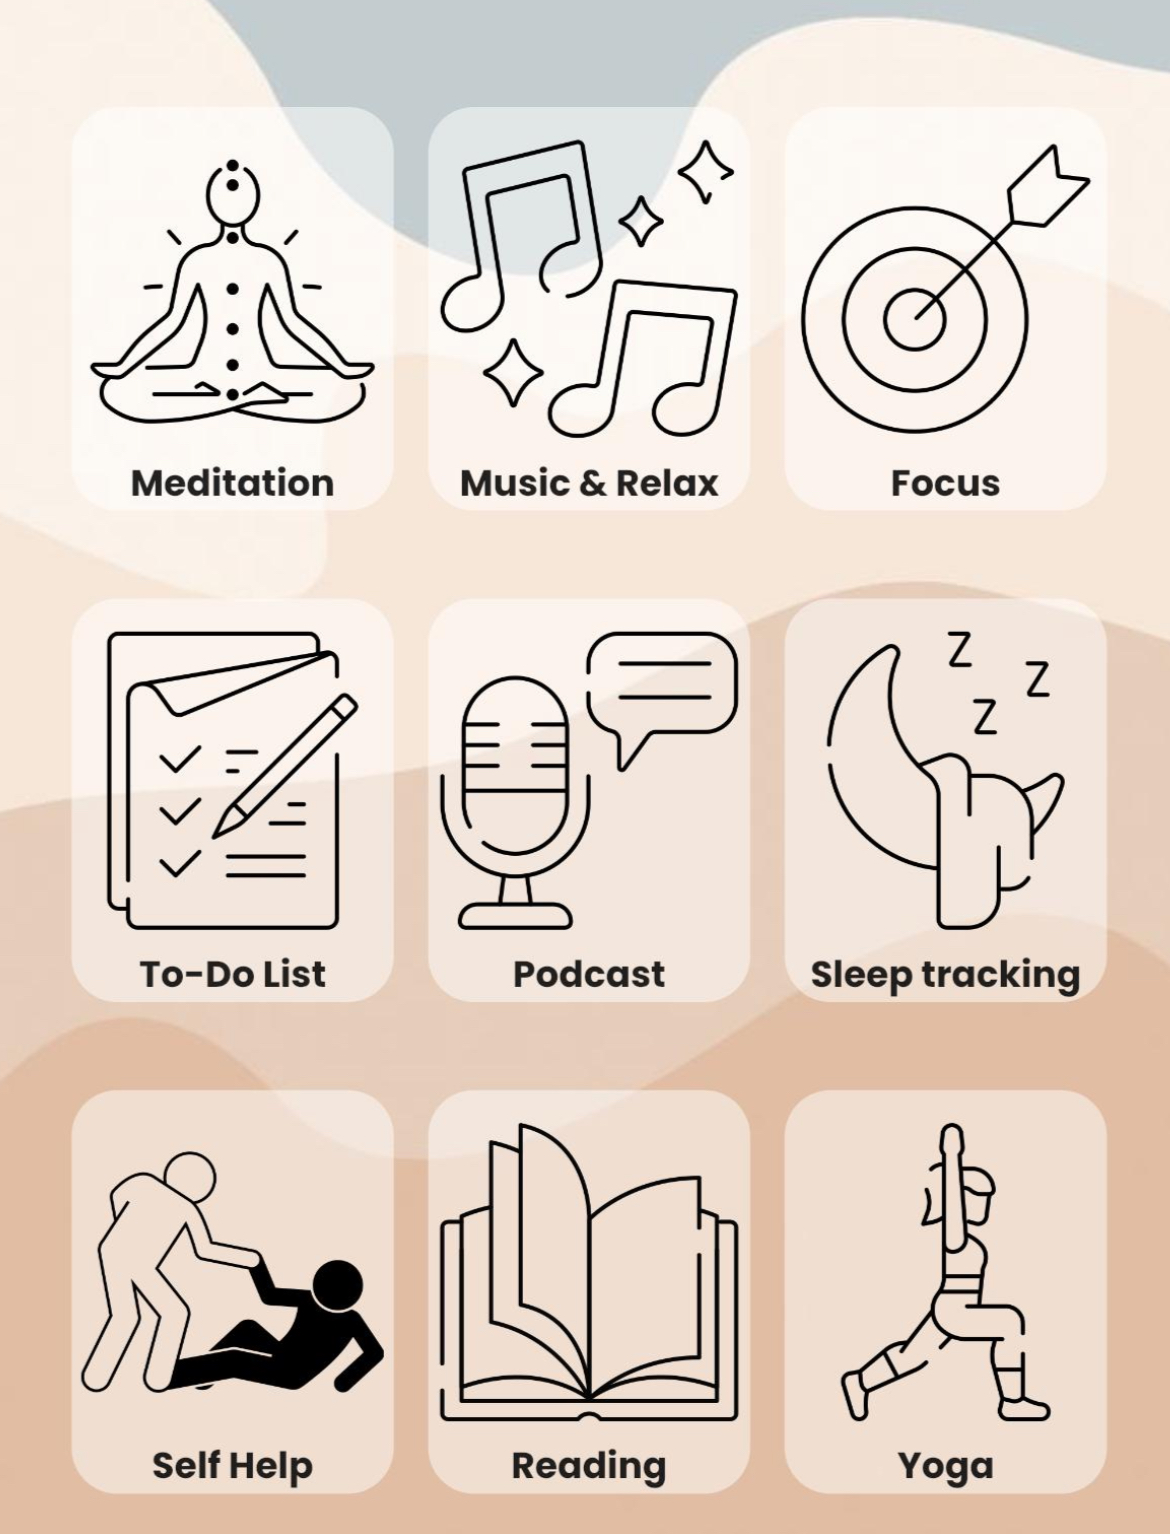 Meditation
Music & Relax
Focus
Z
Z
Z
To-Do List
Podcast
Sleep tracking
Self Help
Reading
Yoga